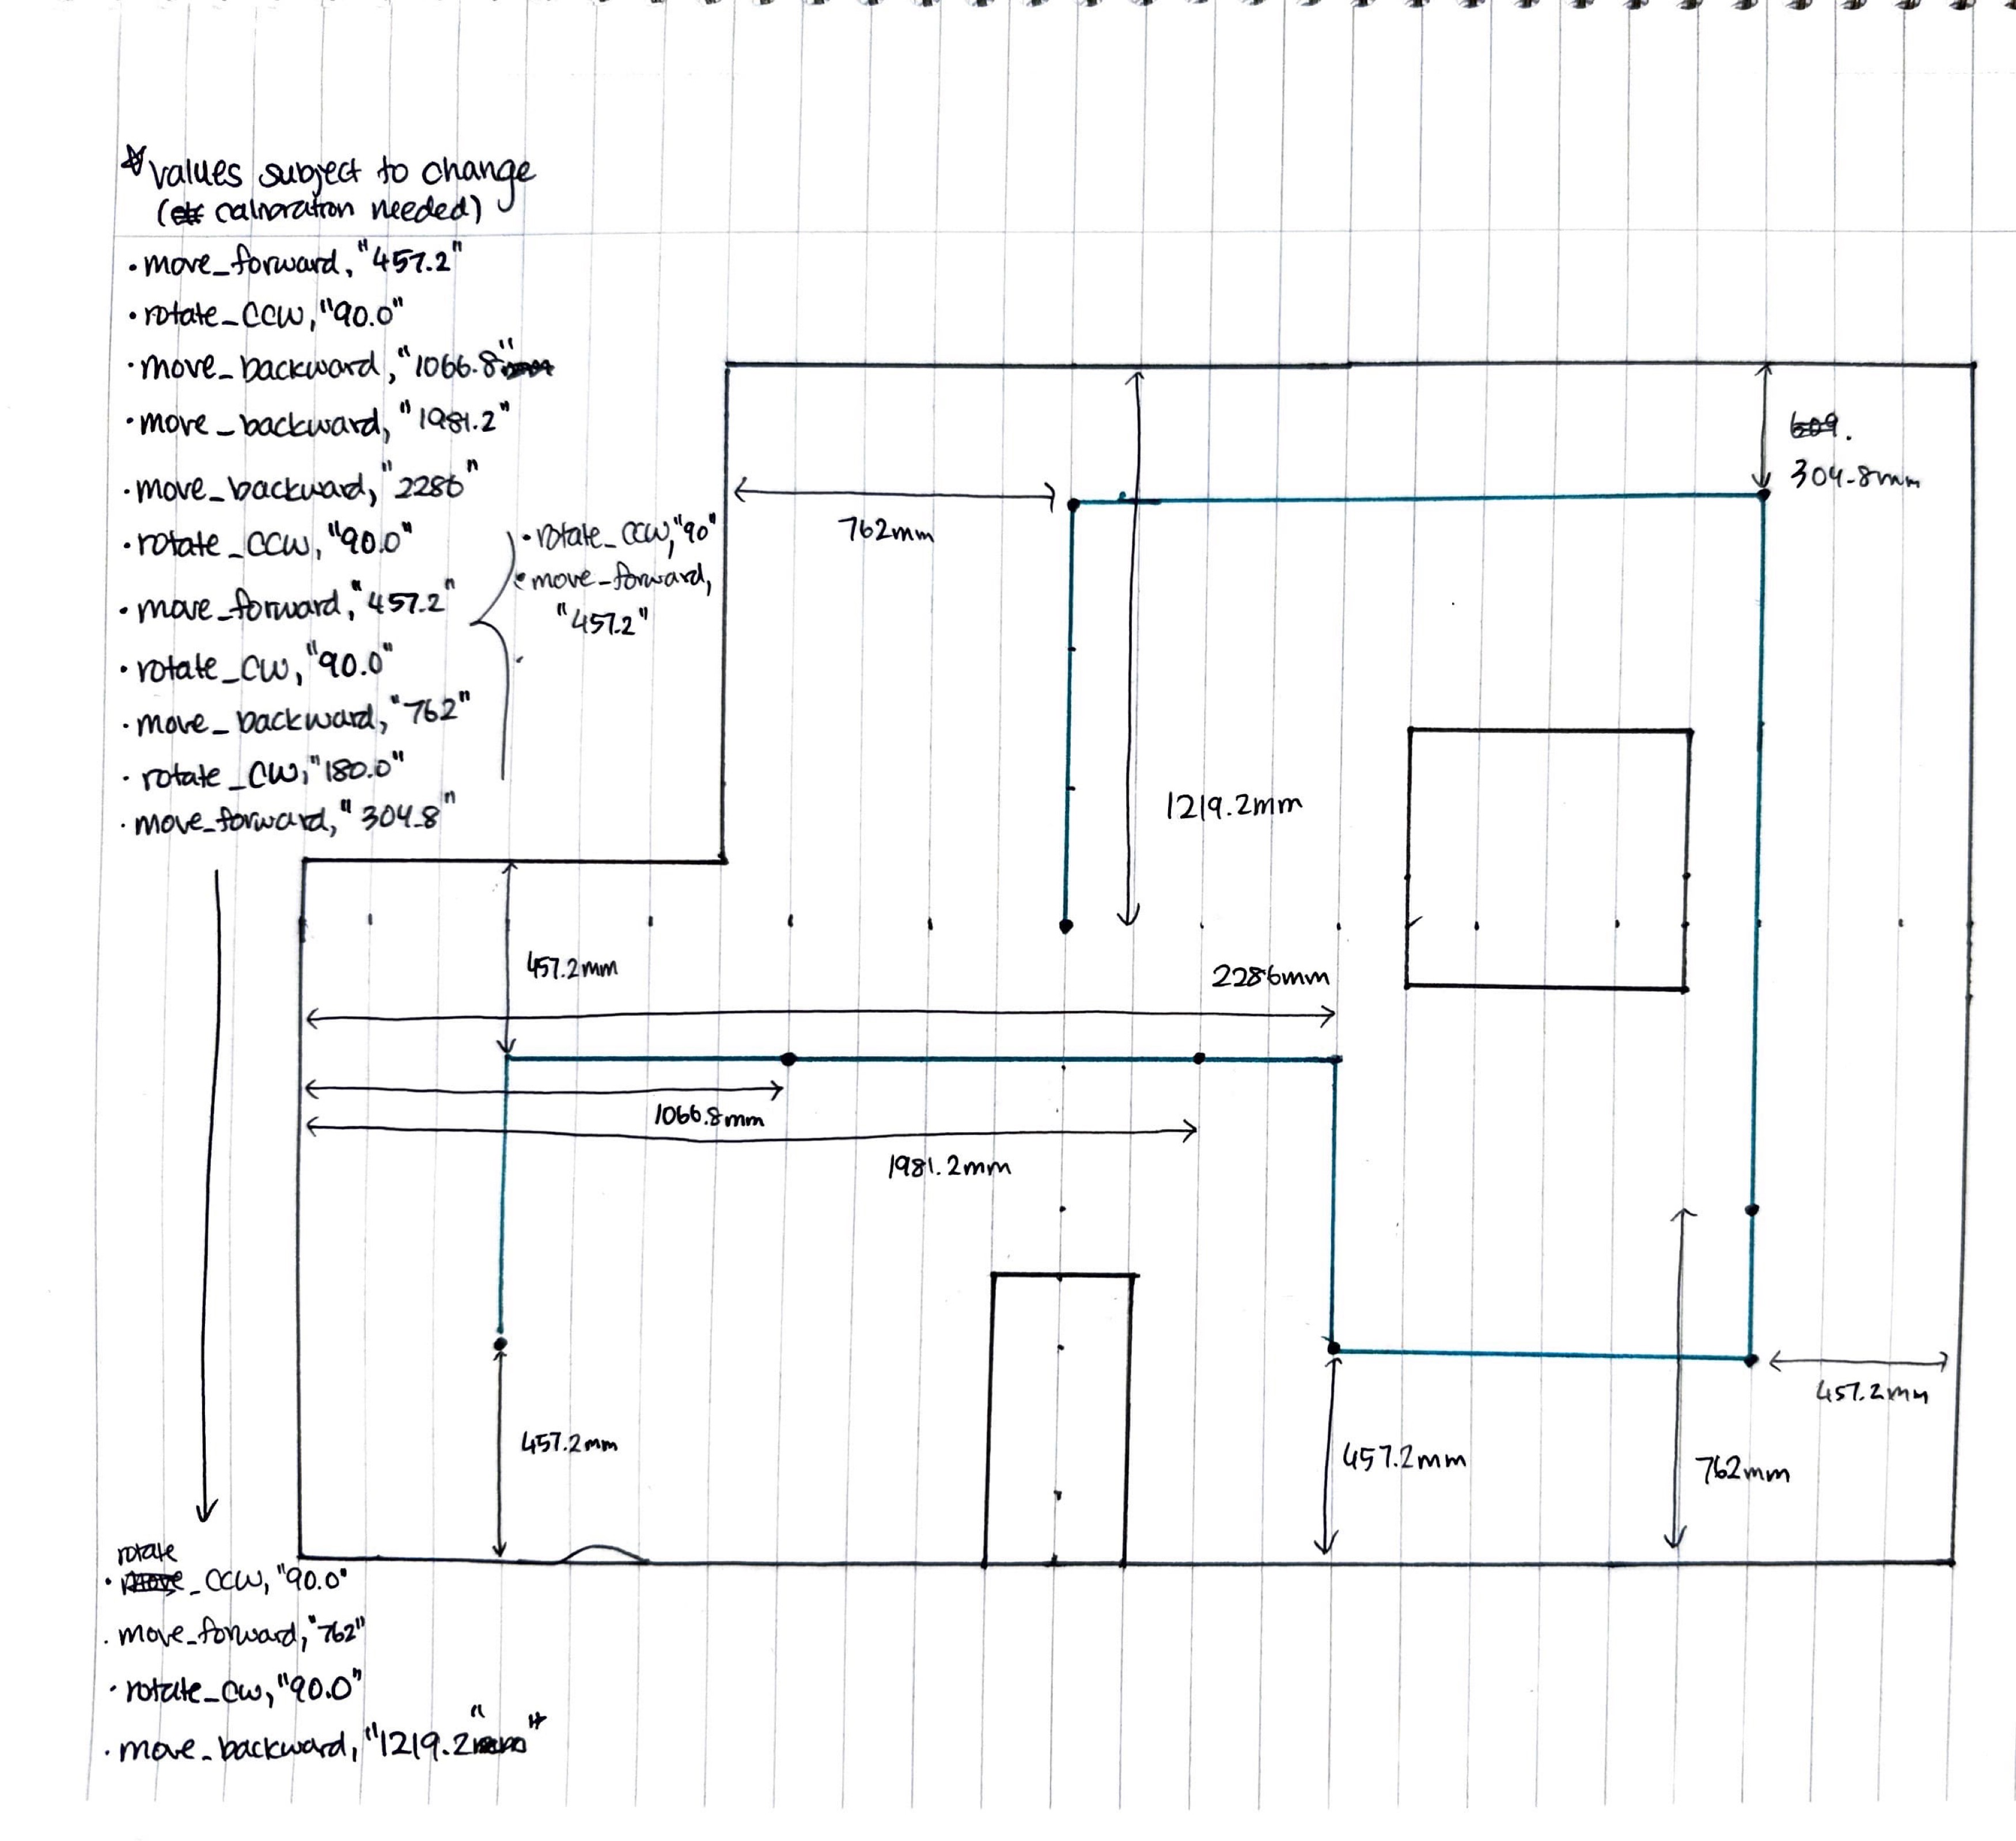 values subject to change
( calibration needed)
• move_forward, "457.2"
• rotate_CCW, "90.0"
• move_backward, "1066.8"
• move_backward, "1981.2"
• move_backward, "2286"
• rotate_CCW, "90.0"
• move_forward, "457.2"
• rotate_CW, "90.0"
• move_backward, "762"
• rotate_CW, "180.0"
• move_forward, "304.8"
• rotate_CCW, "90"
• move_forward,
"457.2"
rotate
• _CCW, "90.0"
• move_forward, "762"
• rotate_CW, "90.0"
• move_backward, "1219.2"
609.
304.8mm
762mm
1219.2mm
457.2mm
2286mm
1066.8mm
1981.2mm
457.2mm
457.2mm
457.2mm
762mm